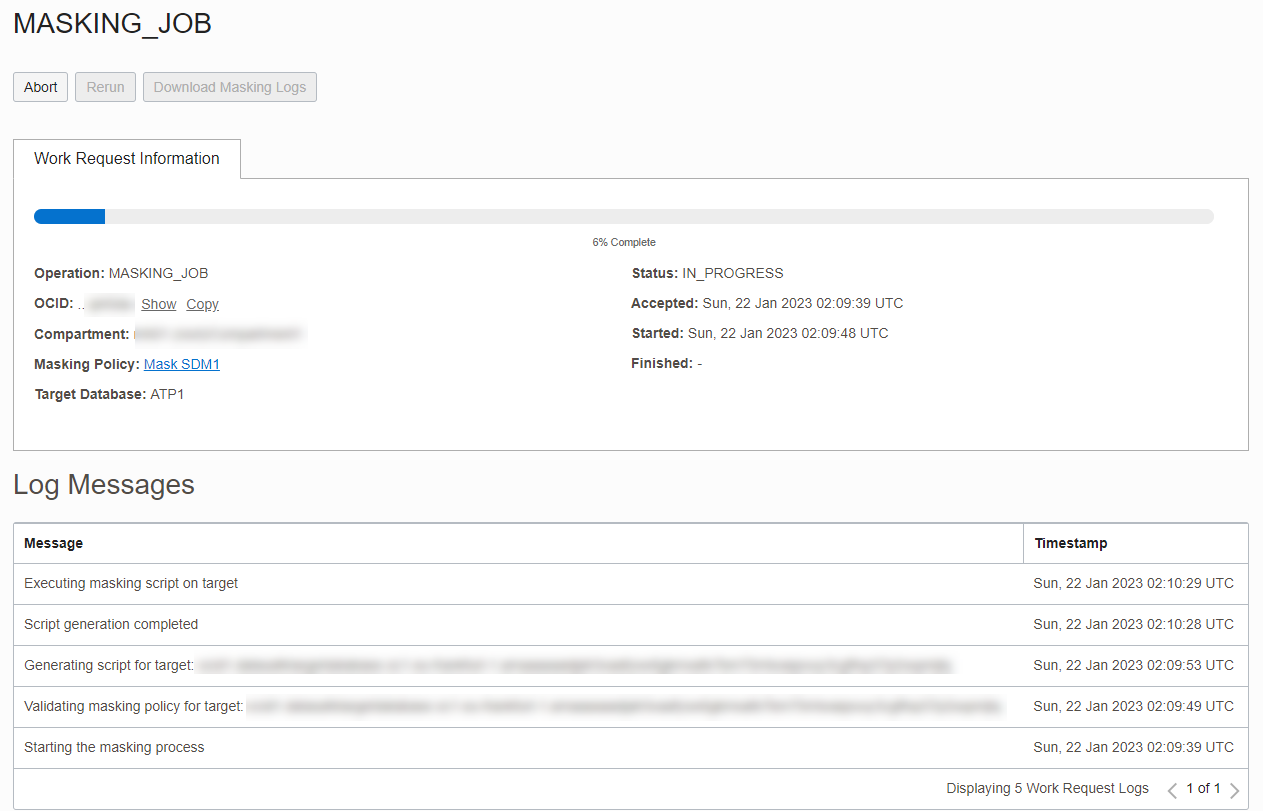 MASKING_JOB
Abort Rerun Download Masking Logs
Work Request Information
6% Complete
Operation: MASKING_JOB
OCID: .. Show Copy
Compartment:
Masking Policy: Mask SDM1
Target Database: ATP1
Status: IN_PROGRESS
Accepted: Sun, 22 Jan 2023 02:09:39 UTC
Started: Sun, 22 Jan 2023 02:09:48 UTC
Finished: -
Log Messages
Message Timestamp
Executing masking script on target Sun, 22 Jan 2023 02:10:29 UTC
Script generation completed Sun, 22 Jan 2023 02:10:28 UTC
Generating script for target: Sun, 22 Jan 2023 02:09:53 UTC
Validating masking policy for target: Sun, 22 Jan 2023 02:09:49 UTC
Starting the masking process Sun, 22 Jan 2023 02:09:39 UTC
Displaying 5 Work Request Logs 1 of 1